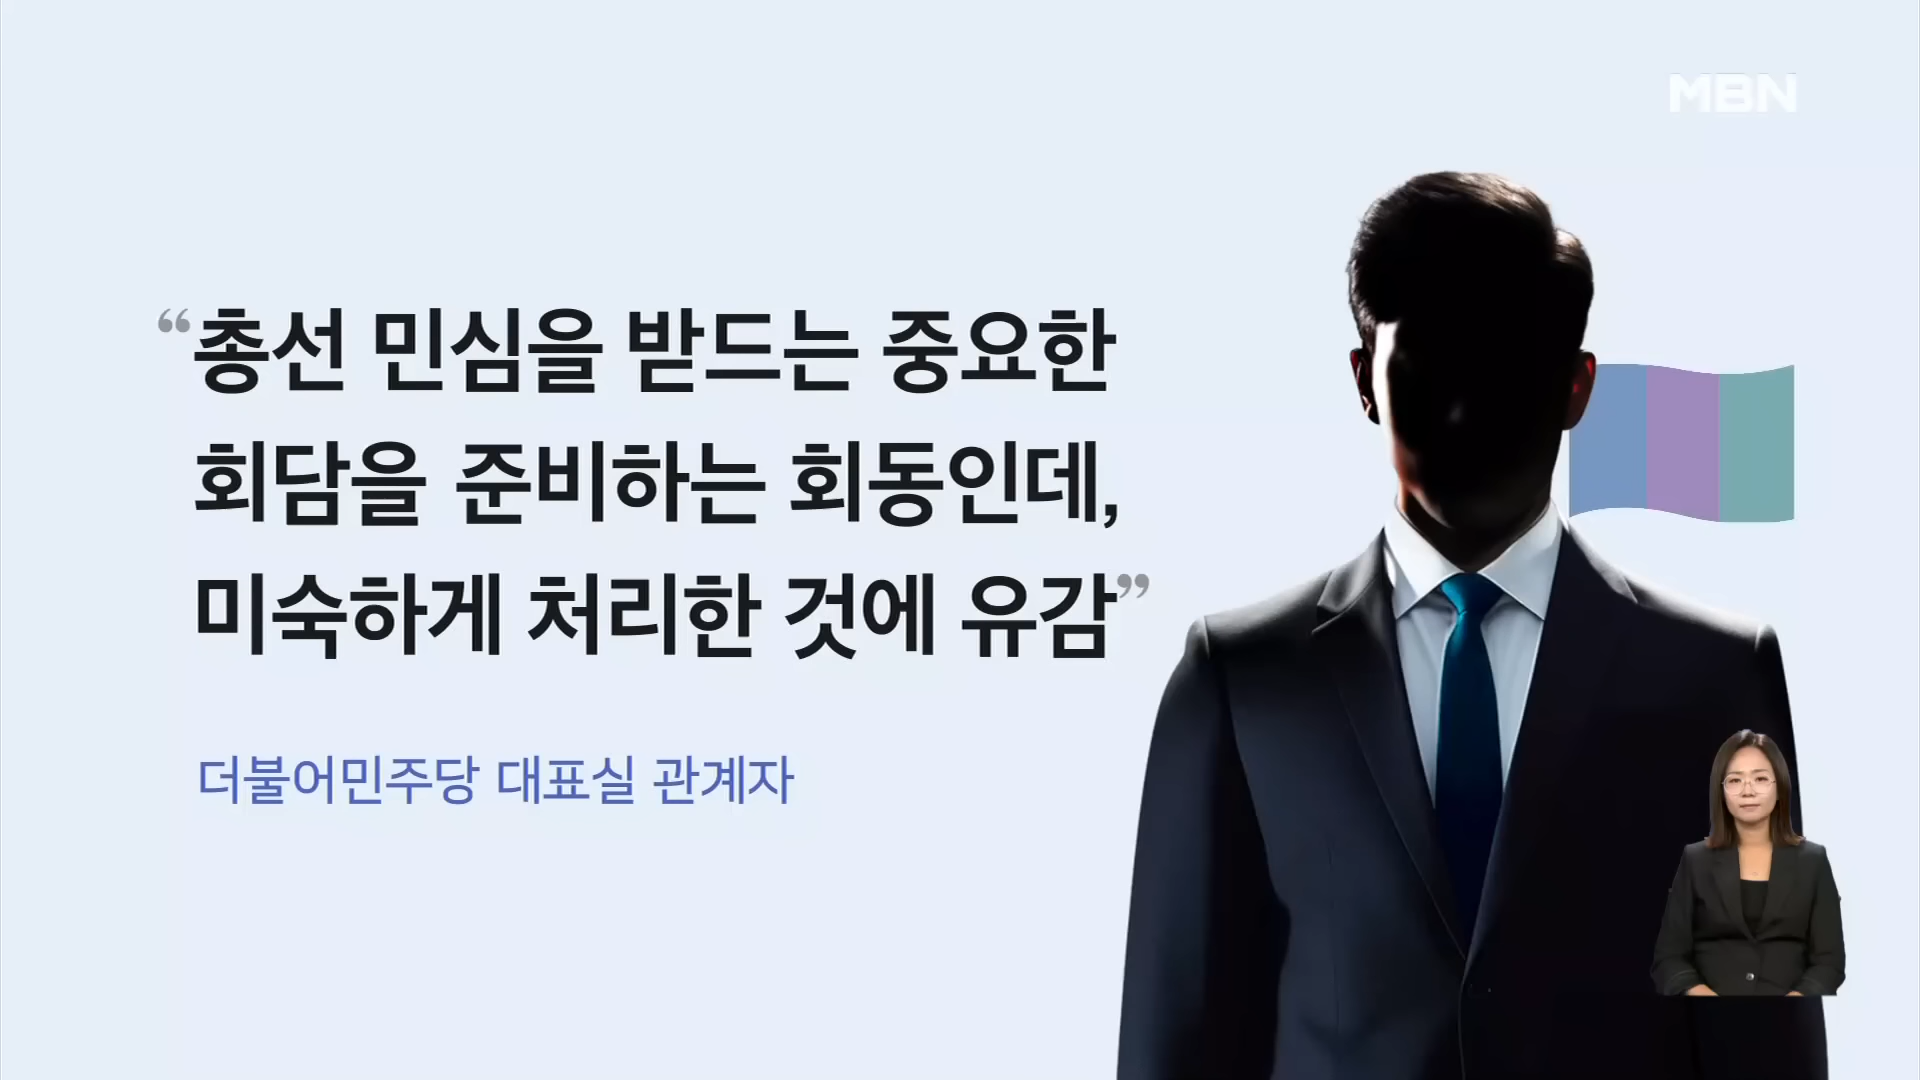 MBN
“총선 민심을 받드는 중요한
회담을 준비하는 회동인데,
미숙하게 처리한 것에 유감”
더불어민주당 대표실 관계자